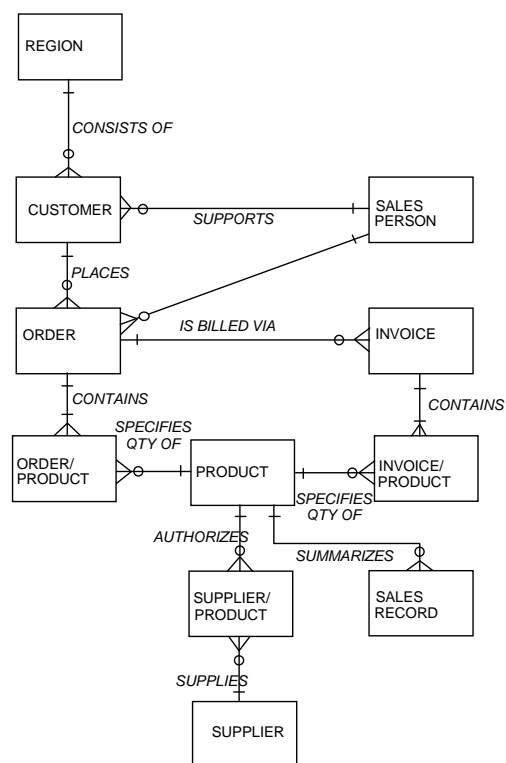 REGION
CONSISTS OF
CUSTOMER
SUPPORTS
SALES
PERSON
PLACES
ORDER
IS BILLED VIA
INVOICE
CONTAINS
CONTAINS
SPECIFIES
QTY OF
ORDER/
PRODUCT
PRODUCT
INVOICE/
PRODUCT
SPECIFIES
QTY OF
AUTHORIZES
SUMMARIZES
SUPPLIER/
PRODUCT
SALES
RECORD
SUPPLIES
SUPPLIER